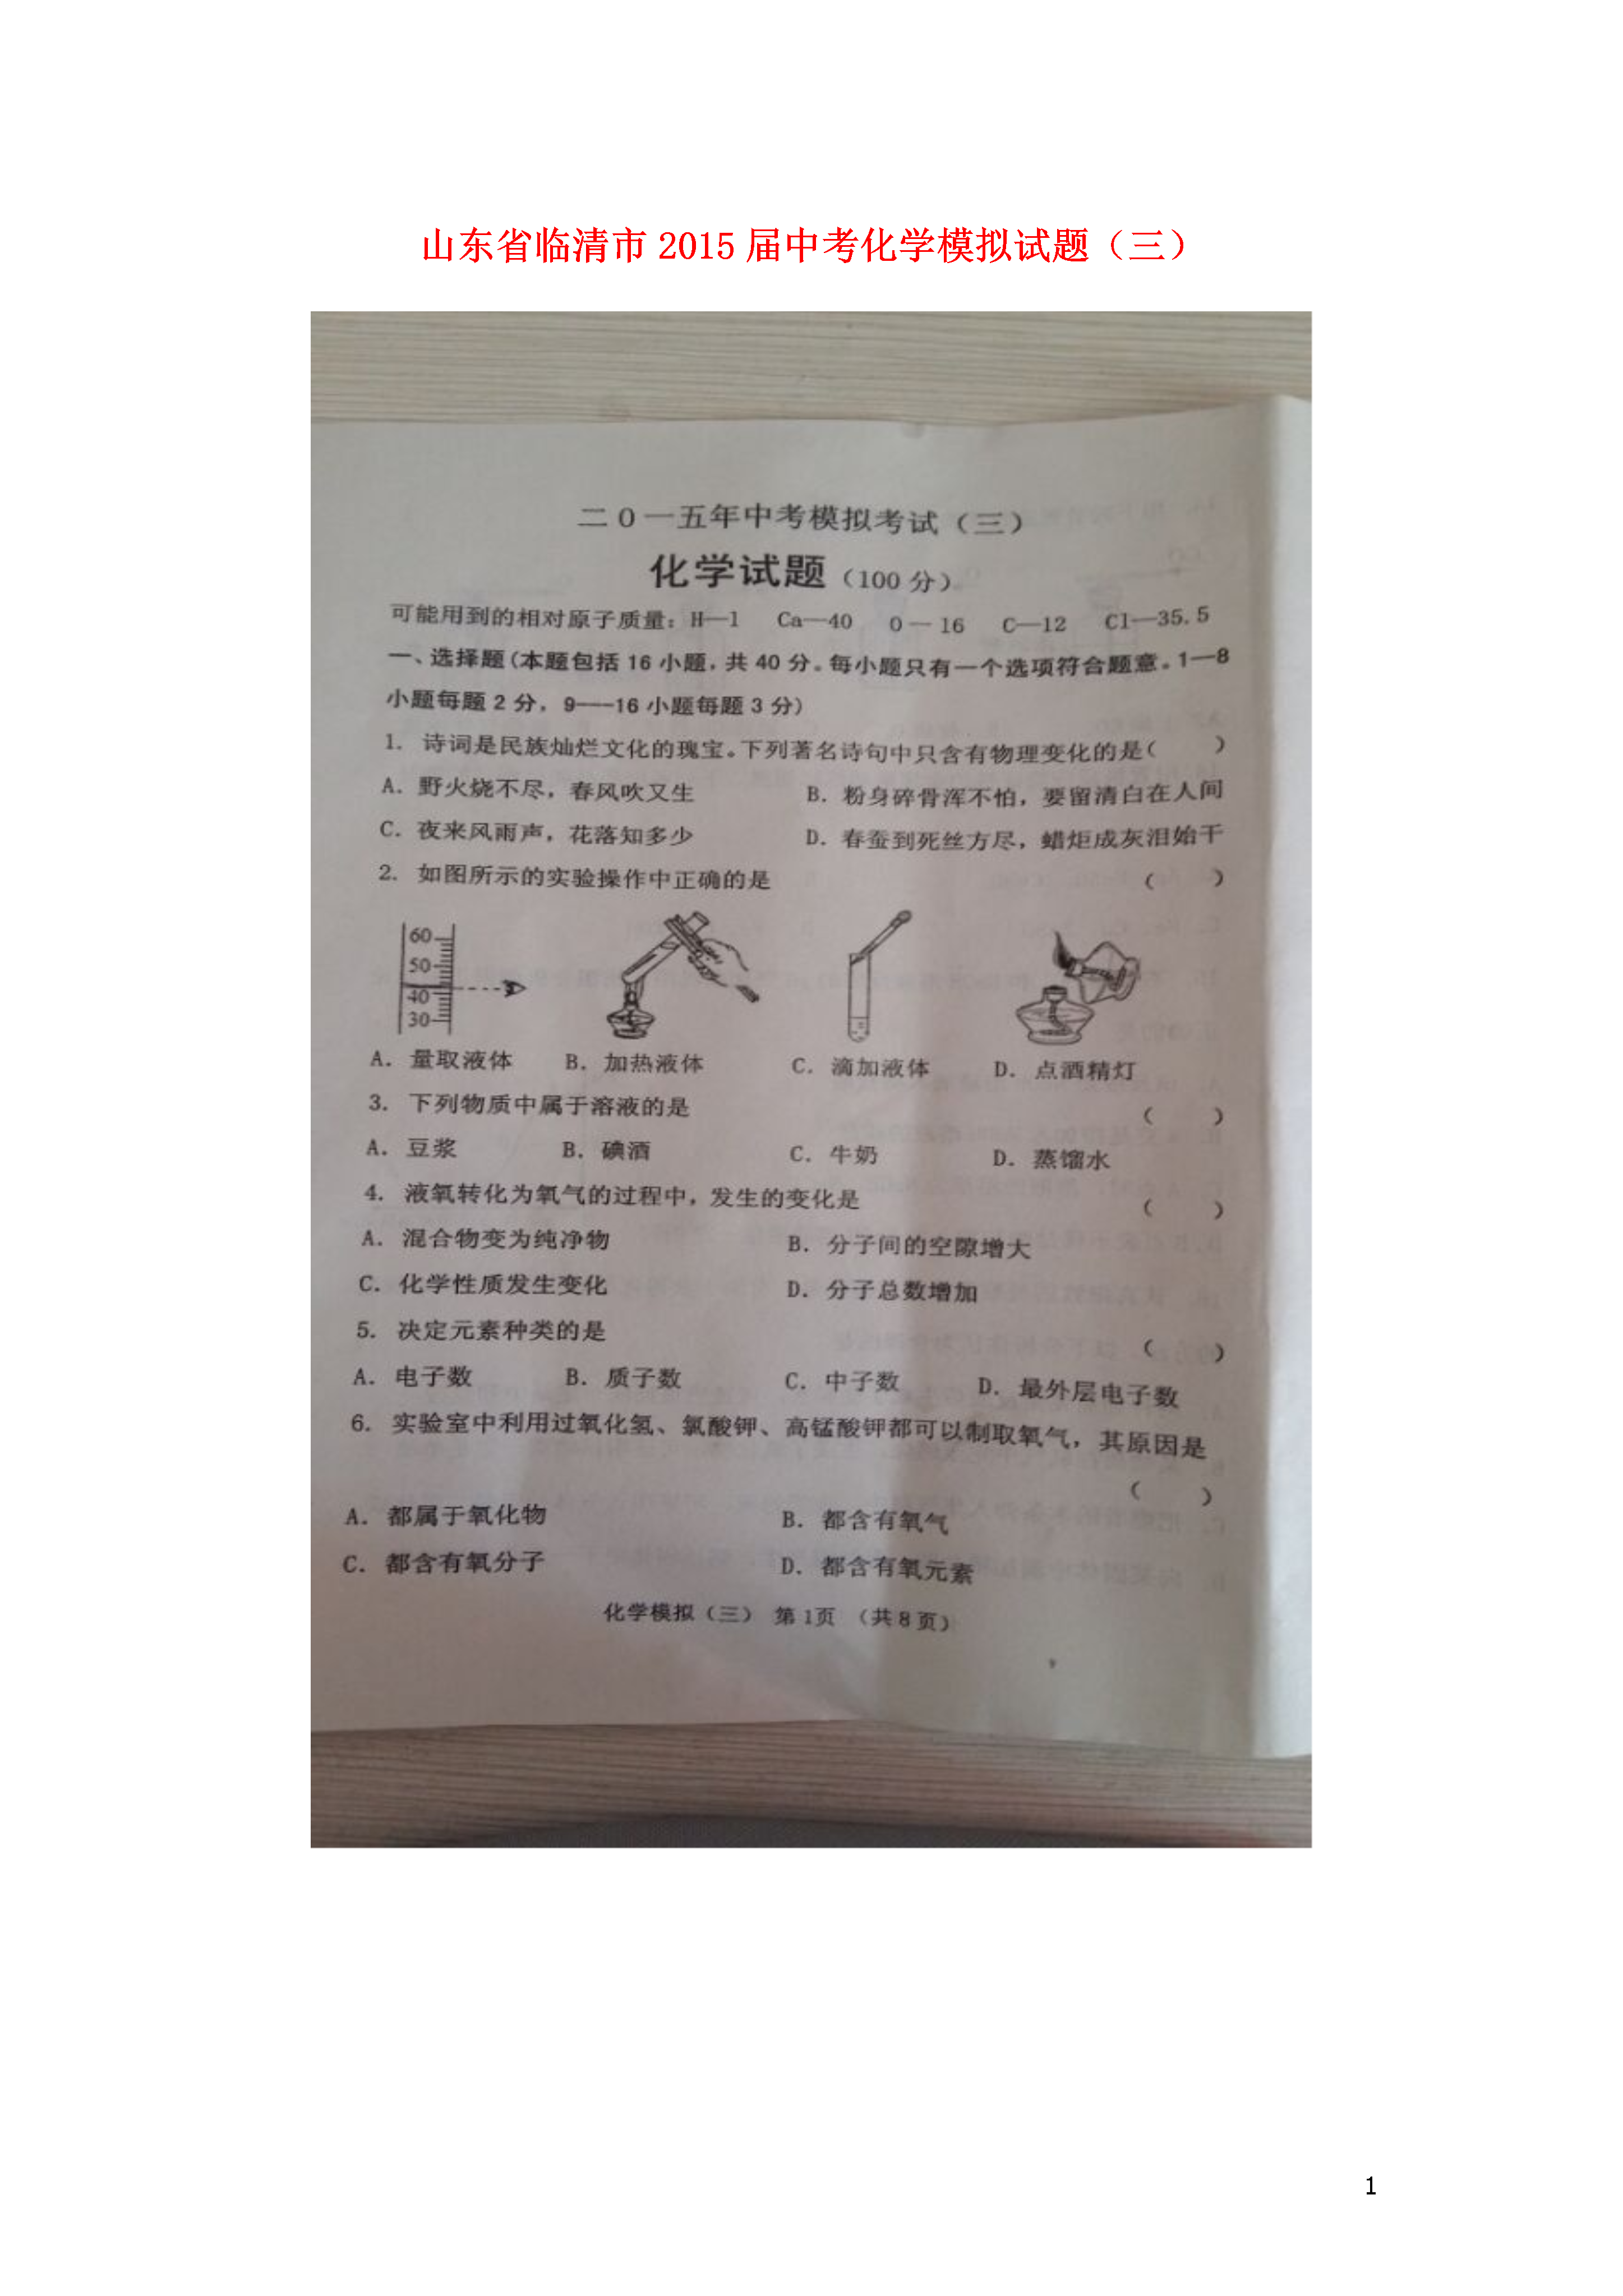 山东省临清市 2015 届中考化学模拟试题（三）
二０一五年中考模拟考试（三）
化学试题（100 分）
可能用到的相对原子质量：H—1 Ca—40 O—16 C—12 Cl—35.5
一、选择题（本题包括 16 小题，共 40 分。每小题只有一个选项符合题意。1—8
小题每题 2 分，9——16 小题每题 3 分）
1. 诗词是民族灿烂文化的瑰宝。下列著名诗句中只含有物理变化的是（ ）
A. 野火烧不尽，春风吹又生 B. 粉身碎骨浑不怕，要留清白在人间
C. 夜来风雨声，花落知多少 D. 春蚕到死丝方尽，蜡炬成灰泪始干
2. 如图所示的实验操作中正确的是 （ ）
60
50
40
30
A. 量取液体 B. 加热液体 C. 滴加液体 D. 点酒精灯
3. 下列物质中属于溶液的是 （ ）
A. 豆浆 B. 碘酒 C. 牛奶 D. 蒸馏水
4. 液氧转化为氧气的过程中，发生的变化是 （ ）
A. 混合物变为纯净物 B. 分子间的空隙增大
C. 化学性质发生变化 D. 分子总数增加
5. 决定元素种类的是 （ ）
A. 电子数 B. 质子数 C. 中子数 D. 最外层电子数
6. 实验室中利用过氧化氢、氯酸钾、高锰酸钾都可以制取氧气，其原因是
（ ）
A. 都属于氧化物 B. 都含有氧气
C. 都含有氧分子 D. 都含有氧元素
化学模拟（三） 第 1页 （共 8 页）
1